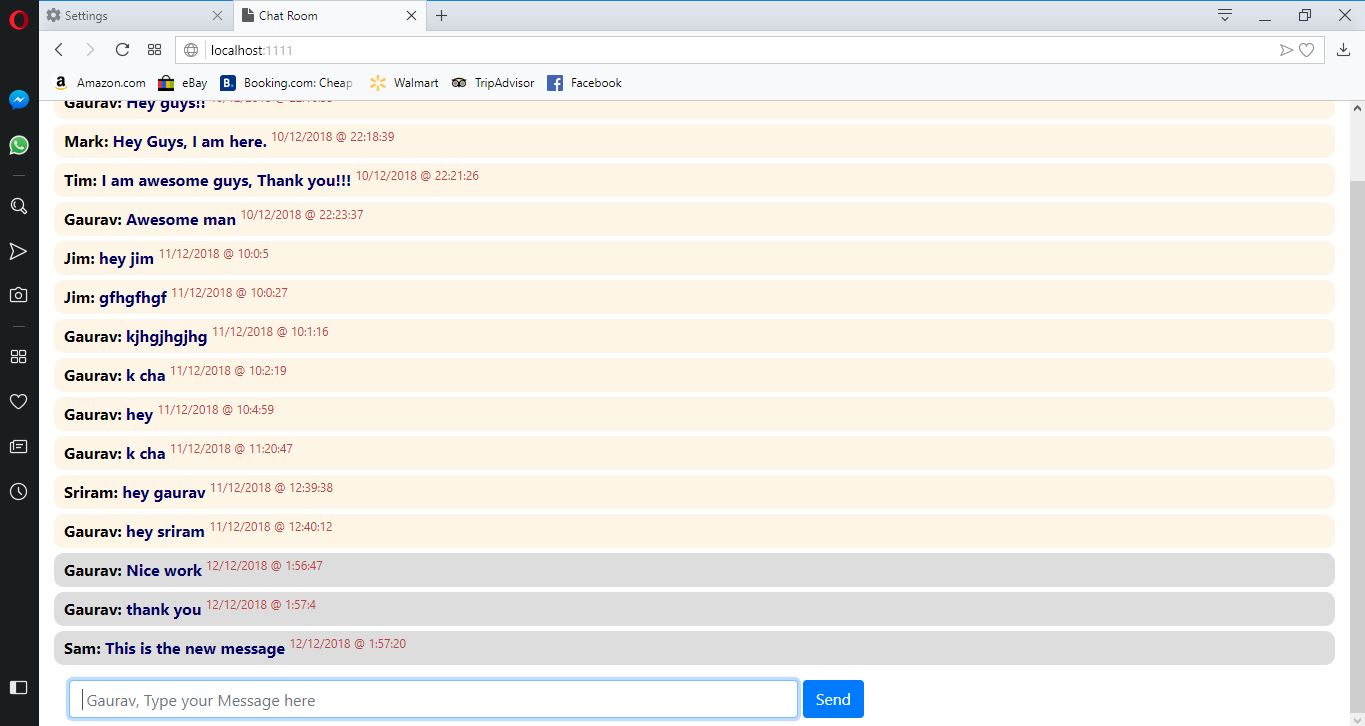 Settings
Chat Room
localhost:1111
Amazon.com eBay Booking.com: Cheap Walmart TripAdvisor Facebook
Gaurav: Hey guys!!
Mark: Hey Guys, I am here. 10/12/2018 @ 22:18:39
Tim: I am awesome guys, Thank you!!! 10/12/2018 @ 22:21:26
Gaurav: Awesome man 10/12/2018 @ 22:23:37
Jim: hey jim 11/12/2018 @ 10:0:5
Jim: gfhgfhgf 11/12/2018 @ 10:0:27
Gaurav: kjhgjhgjhg 11/12/2018 @ 10:1:16
Gaurav: k cha 11/12/2018 @ 10:2:19
Gaurav: hey 11/12/2018 @ 10:4:59
Gaurav: k cha 11/12/2018 @ 11:20:47
Sriram: hey gaurav 11/12/2018 @ 12:39:38
Gaurav: hey sriram 11/12/2018 @ 12:40:12
Gaurav: Nice work 12/12/2018 @ 1:56:47
Gaurav: thank you 12/12/2018 @ 1:57:4
Sam: This is the new message 12/12/2018 @ 1:57:20
Gaurav, Type your Message here
Send